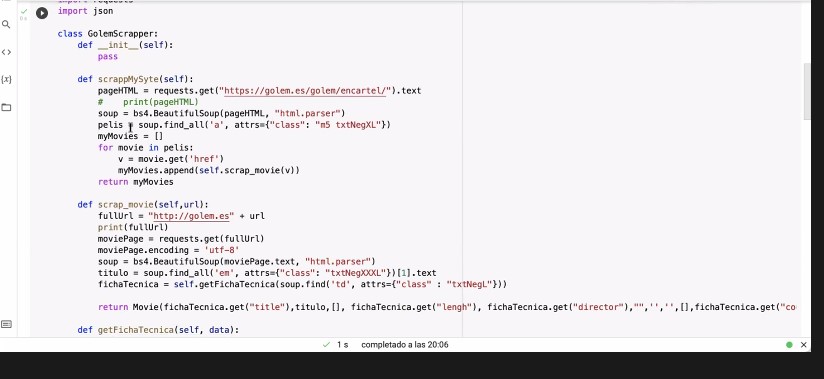 import requests
import json
class GolemScrapper:
def __init__(self):
pass
def scrappMySyte(self):
pageHTML = requests.get("https://golem.es/golem/encartel/").text
#    print(pageHTML)
soup = bs4.BeautifulSoup(pageHTML, "html.parser")
pelis = soup.find_all('a', attrs={"class": "m5 txtNegXL"})
myMovies = []
for movie in pelis:
v = movie.get('href')
myMovies.append(self.scrap_movie(v))
return myMovies
def scrap_movie(self,url):
fullUrl = "http://golem.es" + url
print(fullUrl)
moviePage = requests.get(fullUrl)
moviePage.encoding = 'utf-8'
soup = bs4.BeautifulSoup(moviePage.text, "html.parser")
titulo = soup.find_all('em', attrs={"class": "txtNegXXXL"})[1].text
fichaTecnica = self.getFichaTecnica(soup.find('td', attrs={"class" : "txtNegL"}))
return Movie(fichaTecnica.get("title"),titulo,[], fichaTecnica.get("lengh"), fichaTecnica.get("director"),"",'','',[],fichaTecnica.get("co
def getFichaTecnica(self, data):
1 s completado a las 20:06